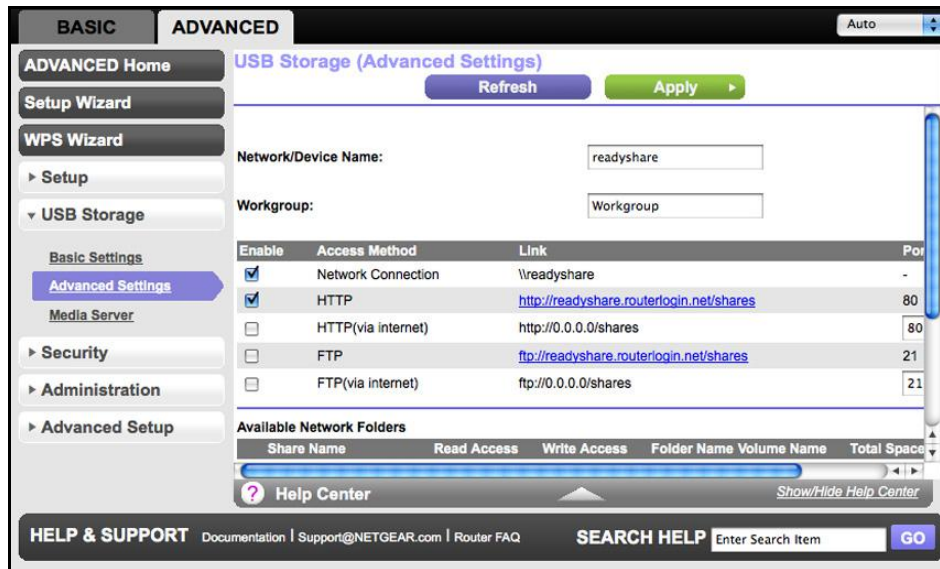 BASIC
ADVANCED
Auto
ADVANCED Home
Setup Wizard
WPS Wizard
Setup
USB Storage
Basic Settings
Advanced Settings
Media Server
Security
Administration
Advanced Setup
USB Storage (Advanced Settings)
Refresh Apply
Network/Device Name: readyshare
Workgroup: Workgroup
Enable Access Method Link
Network Connection \\readyshare -
HTTP http://readyshare.routerlogin.net/shares 80
HTTP(via internet) http://0.0.0.0/shares 80
FTP ftp://readyshare.routerlogin.net/shares 21
FTP(via internet) ftp://0.0.0.0/shares 21
Available Network Folders
Share Name Read Access Write Access Folder Name Volume Name Total Space
? Help Center Show/Hide Help Center
HELP & SUPPORT Documentation | Support@NETGEAR.com | Router FAQ SEARCH HELP Enter Search Item GO